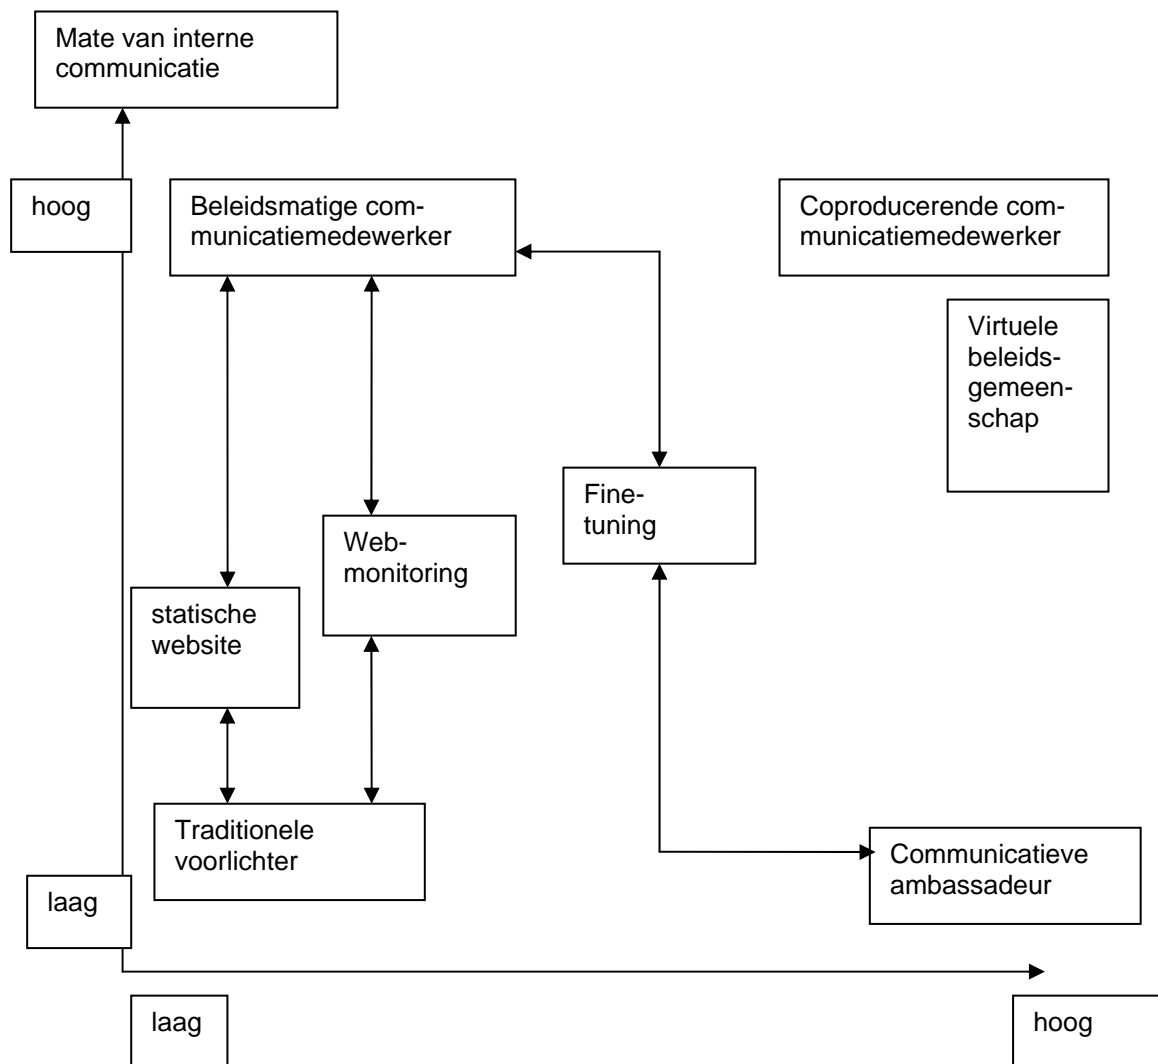 Mate van interne
communicatie
hoog
Beleidsmatige com-
municatiemedewerker
Coproducerende com-
municatiemedewerker
Virtuele
beleids-
gemeen-
schap
Fine-
tuning
Web-
monitoring
statische
website
Traditionele
voorlichter
Communicatieve
ambassadeur
laag
laag
hoog